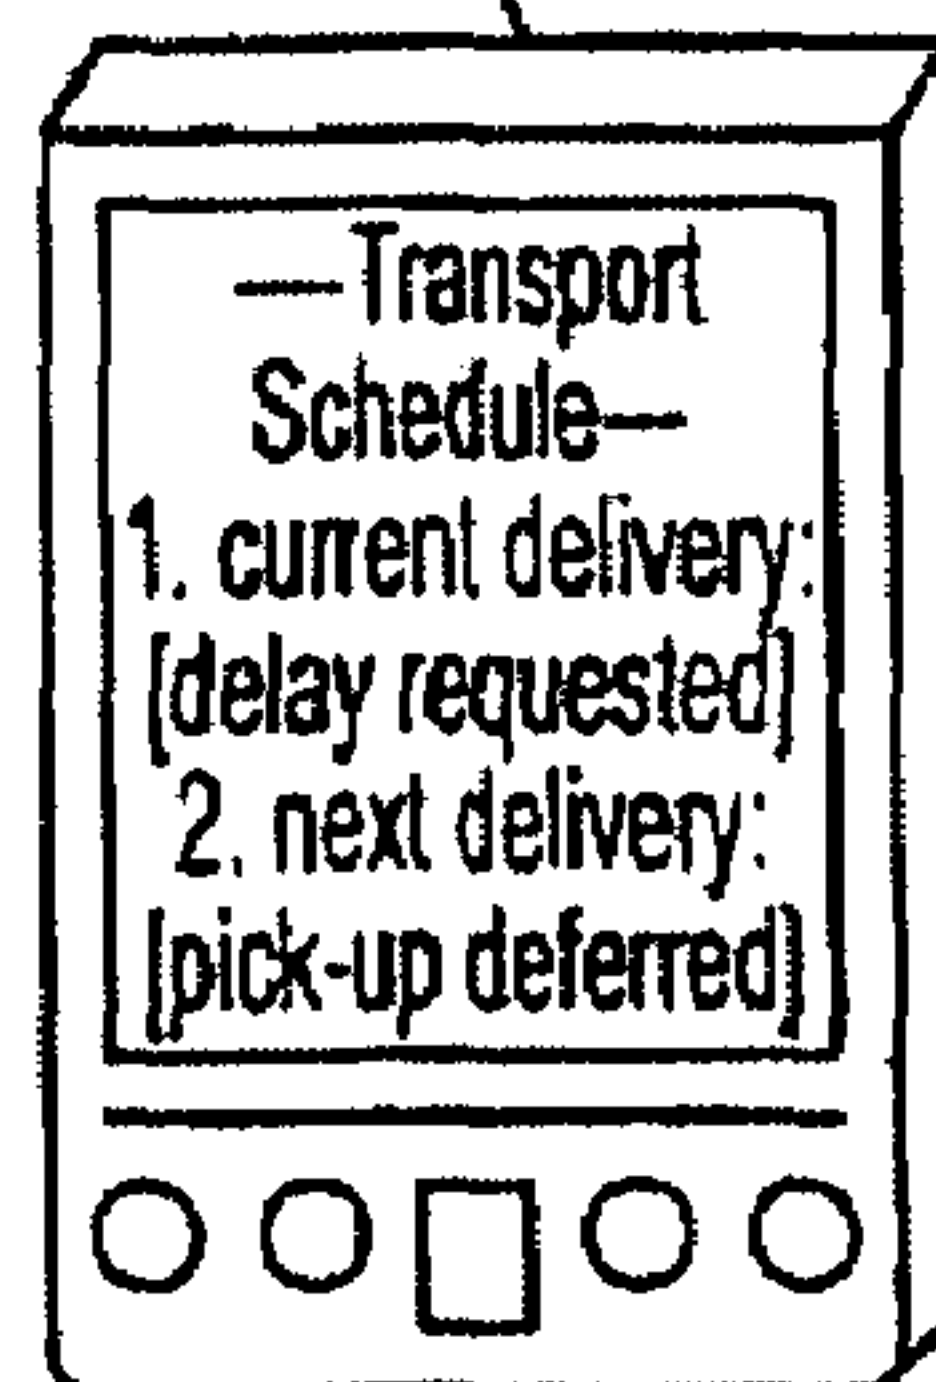 —Transport
Schedule—
1. current delivery:
[delay requested]
2. next delivery:
[pick-up deferred]